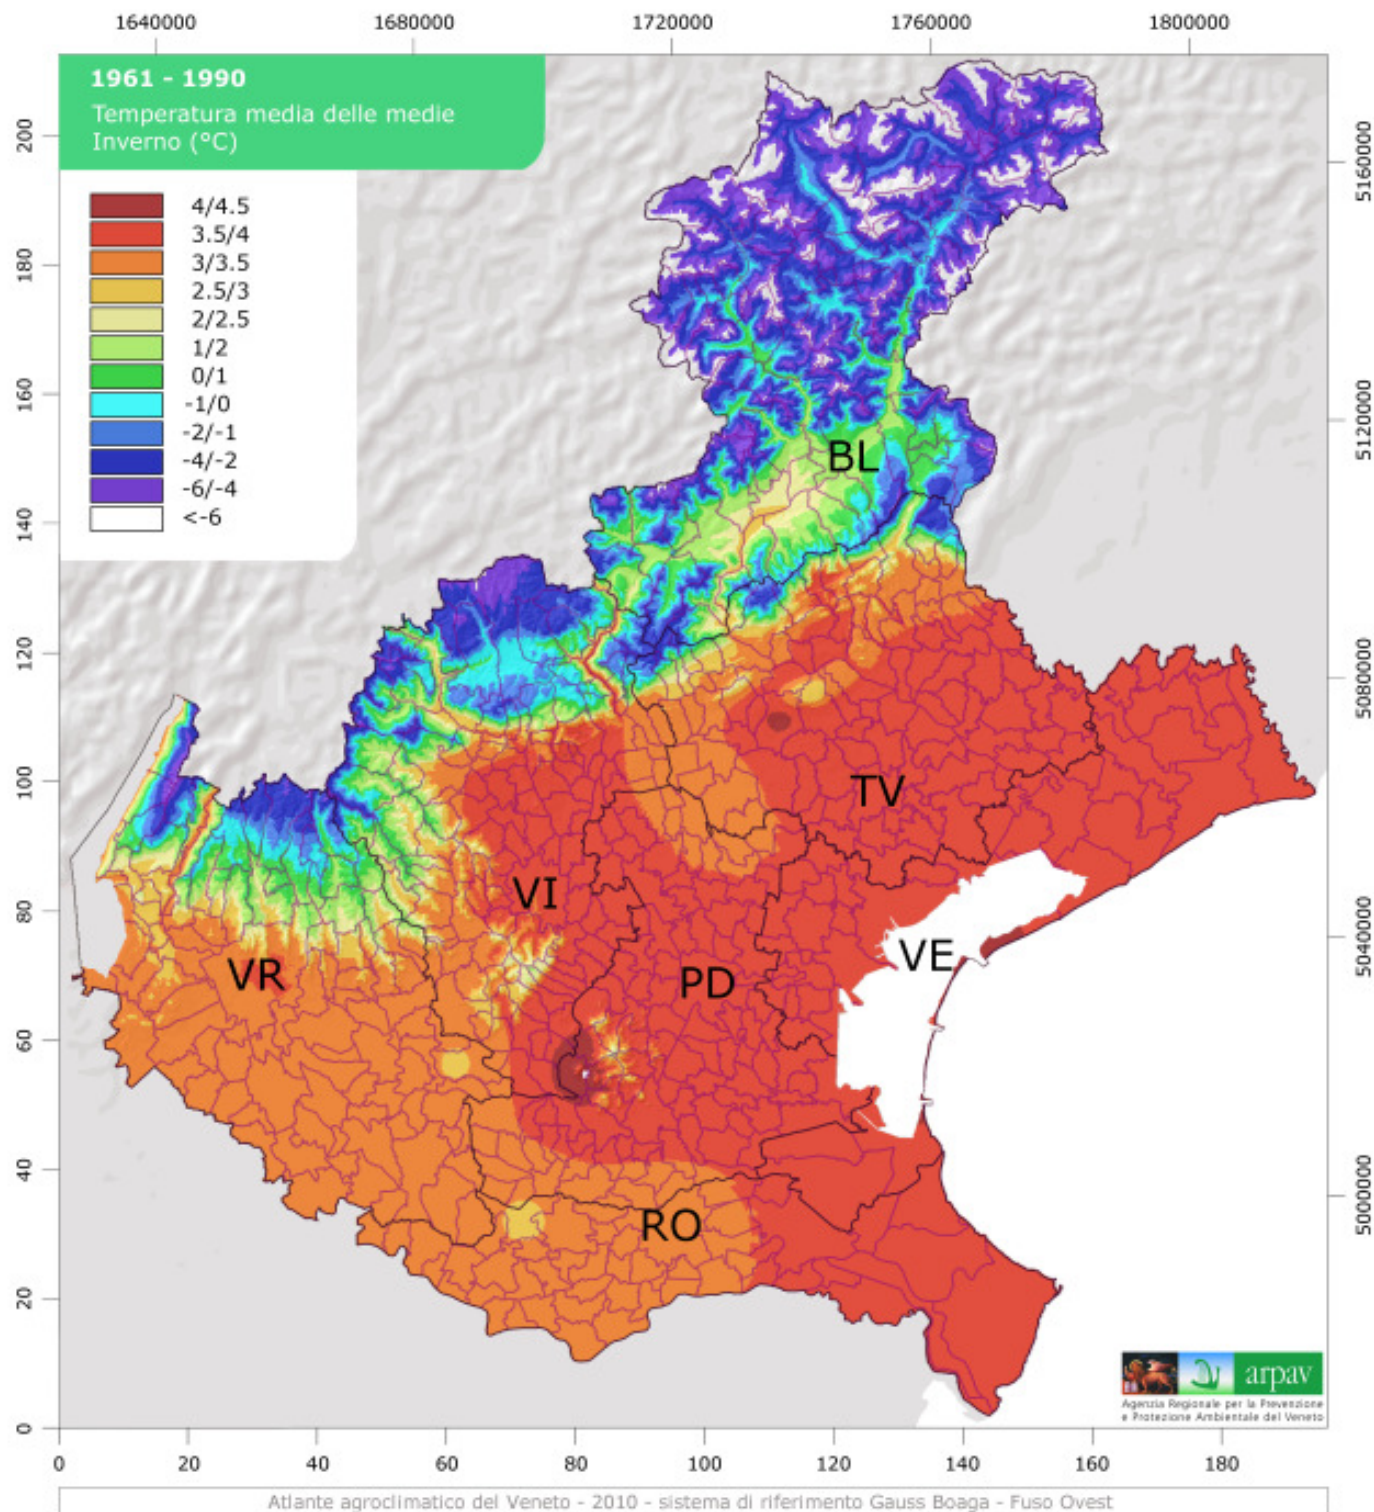 1640000 1680000 1720000 1760000 1800000
1961 - 1990
Temperatura media delle medie
Inverno (°C)
4/4.5
3.5/4
3/3.5
2.5/3
2/2.5
1/2
0/1
-1/0
-2/-1
-4/-2
-6/-4
<-6
200
180
160
140
120
100
80
60
40
20
0
5160000
5120000
5080000
5040000
5000000
BL
TV
VI
VE
VR
PD
RO
arpav
Agenzia Regionale per la Prevenzione
e Protezione Ambientale del Veneto
0 20 40 60 80 100 120 140 160 180
Atlante agroclimatico del Veneto - 2010 - sistema di riferimento Gauss Boaga - Fuso Ovest